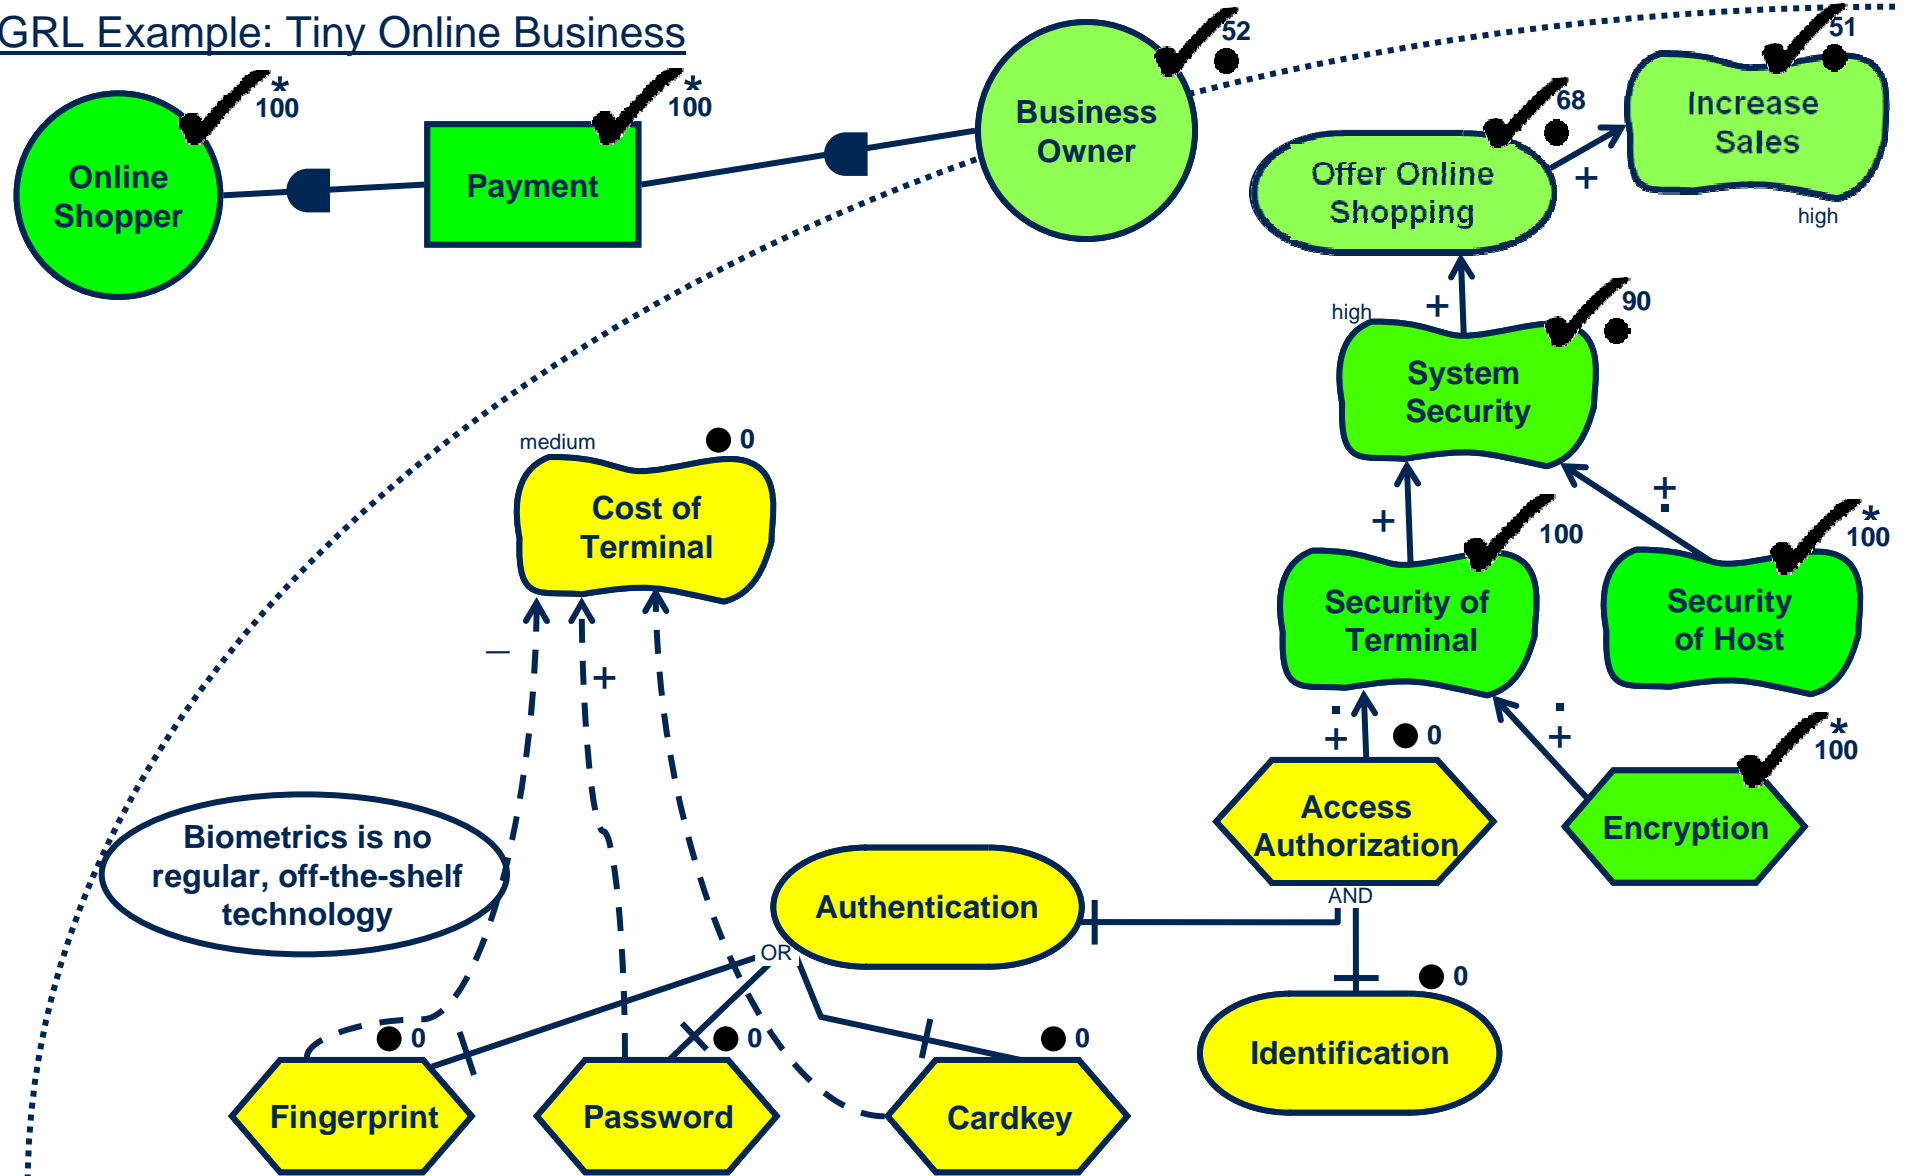 GRL Example: Tiny Online Business
52
51
*
100
*
100
Online
Shopper
Payment
Business
Owner
68
Offer Online
Shopping
+
Increase
Sales
high
high
+
90
System
Security
medium
0
Cost of
Terminal
+
+
100
*
100
Security of
Terminal
Security
of Host
–
+
+
0
+
*
100
Access
Authorization
Encryption
Biometrics is no
regular, off-the-shelf
technology
Authentication
AND
OR
0
Identification
0
0
0
Fingerprint
Password
Cardkey